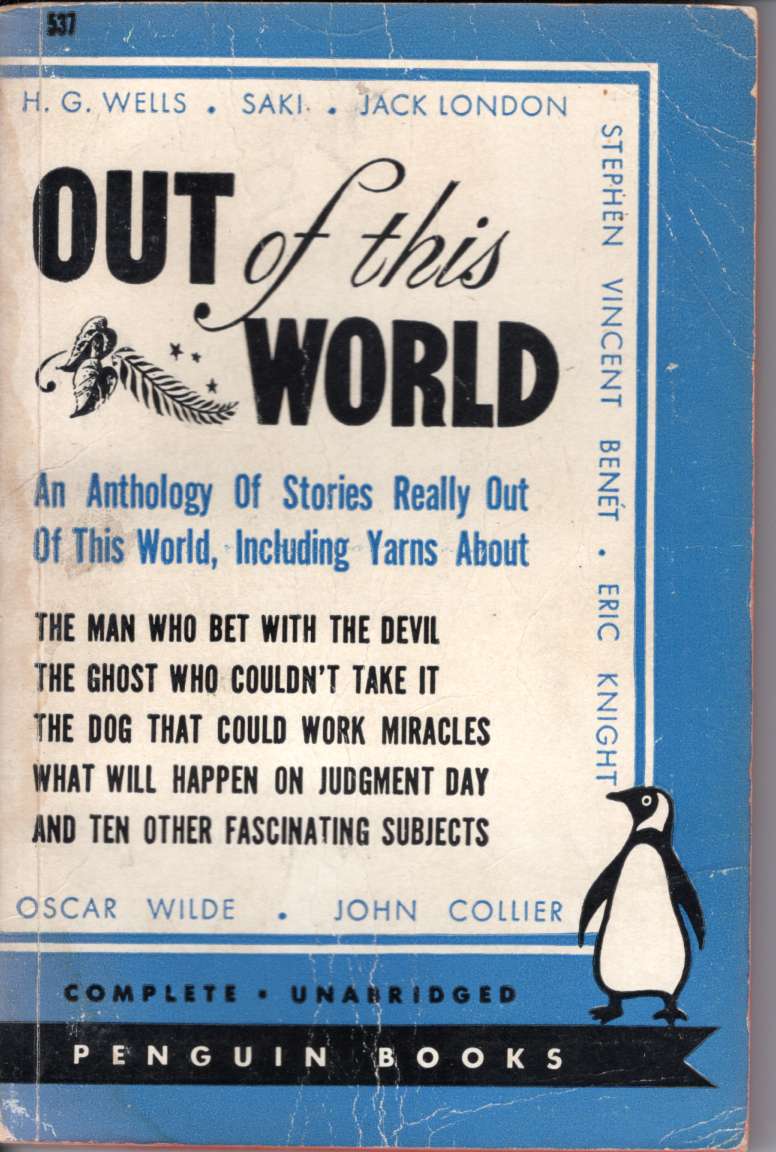 537
H. G. WELLS . SAKI . JACK LONDON
STEPHEN VINCENT BENÉT • ERIC KNIGHT
OUT of this
WORLD
An Anthology Of Stories Really Out
Of This World, Including Yarns About
THE MAN WHO BET WITH THE DEVIL
THE GHOST WHO COULDN'T TAKE IT
THE DOG THAT COULD WORK MIRACLES
WHAT WILL HAPPEN ON JUDGMENT DAY
AND TEN OTHER FASCINATING SUBJECTS
OSCAR WILDE . JOHN COLLIER
COMPLETE • UNABRIDGED
PENGUIN BOOKS